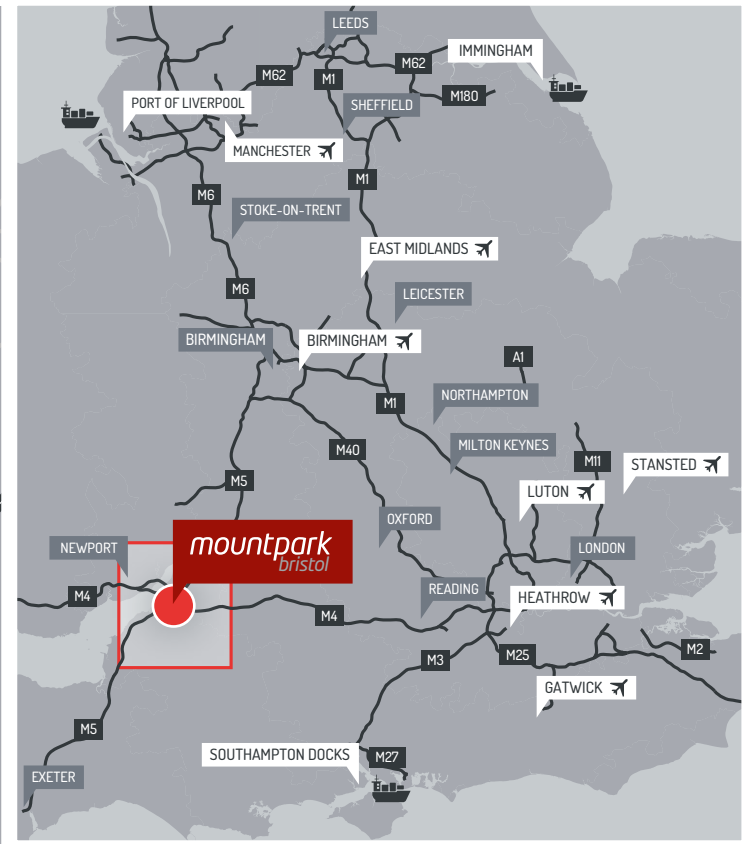 LEEDS
IMMINGHAM
M62
M62
M1
M180
PORT OF LIVERPOOL
SHEFFIELD
MANCHESTER
M1
M6
STOKE-ON-TRENT
EAST MIDLANDS
M6
LEICESTER
BIRMINGHAM
BIRMINGHAM
A1
NORTHAMPTON
M1
MILTON KEYNES
M40
M11
STANSTED
M5
LUTON
OXFORD
NEWPORT
mountpark
bristol
LONDON
READING
M4
HEATHROW
M4
M3
M25
M2
GATWICK
M5
SOUTHAMPTON DOCKS
M27
EXETER